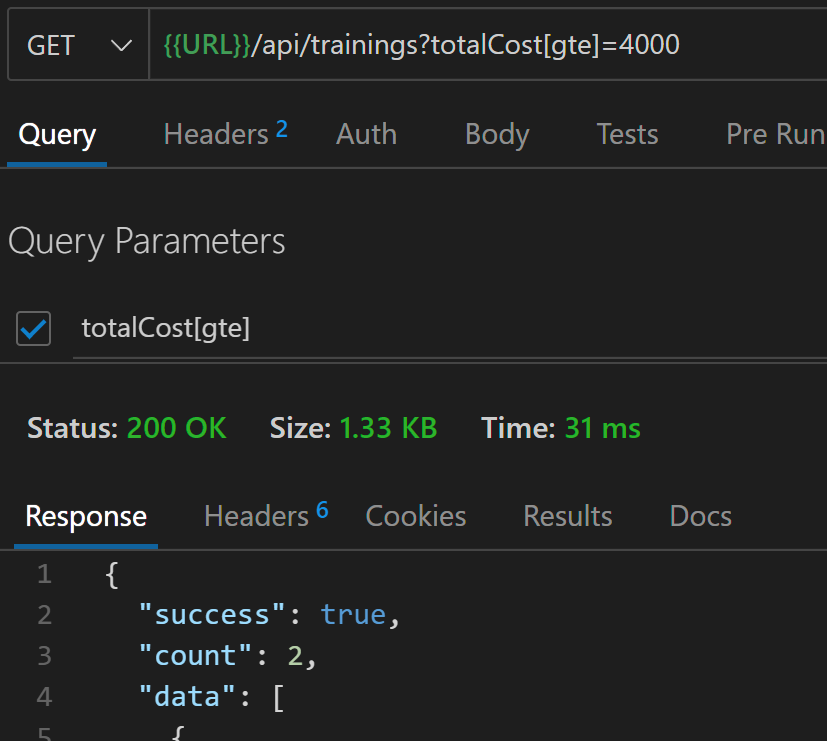 GET {{URL}}/api/trainings?totalCost[gte]=4000
Query Headers 2 Auth Body Tests Pre Run
Query Parameters
totalCost[gte]
Status: 200 OK Size: 1.33 KB Time: 31 ms
Response Headers 6 Cookies Results Docs
1 {
2 "success": true,
3 "count": 2,
4 "data": [
5 {